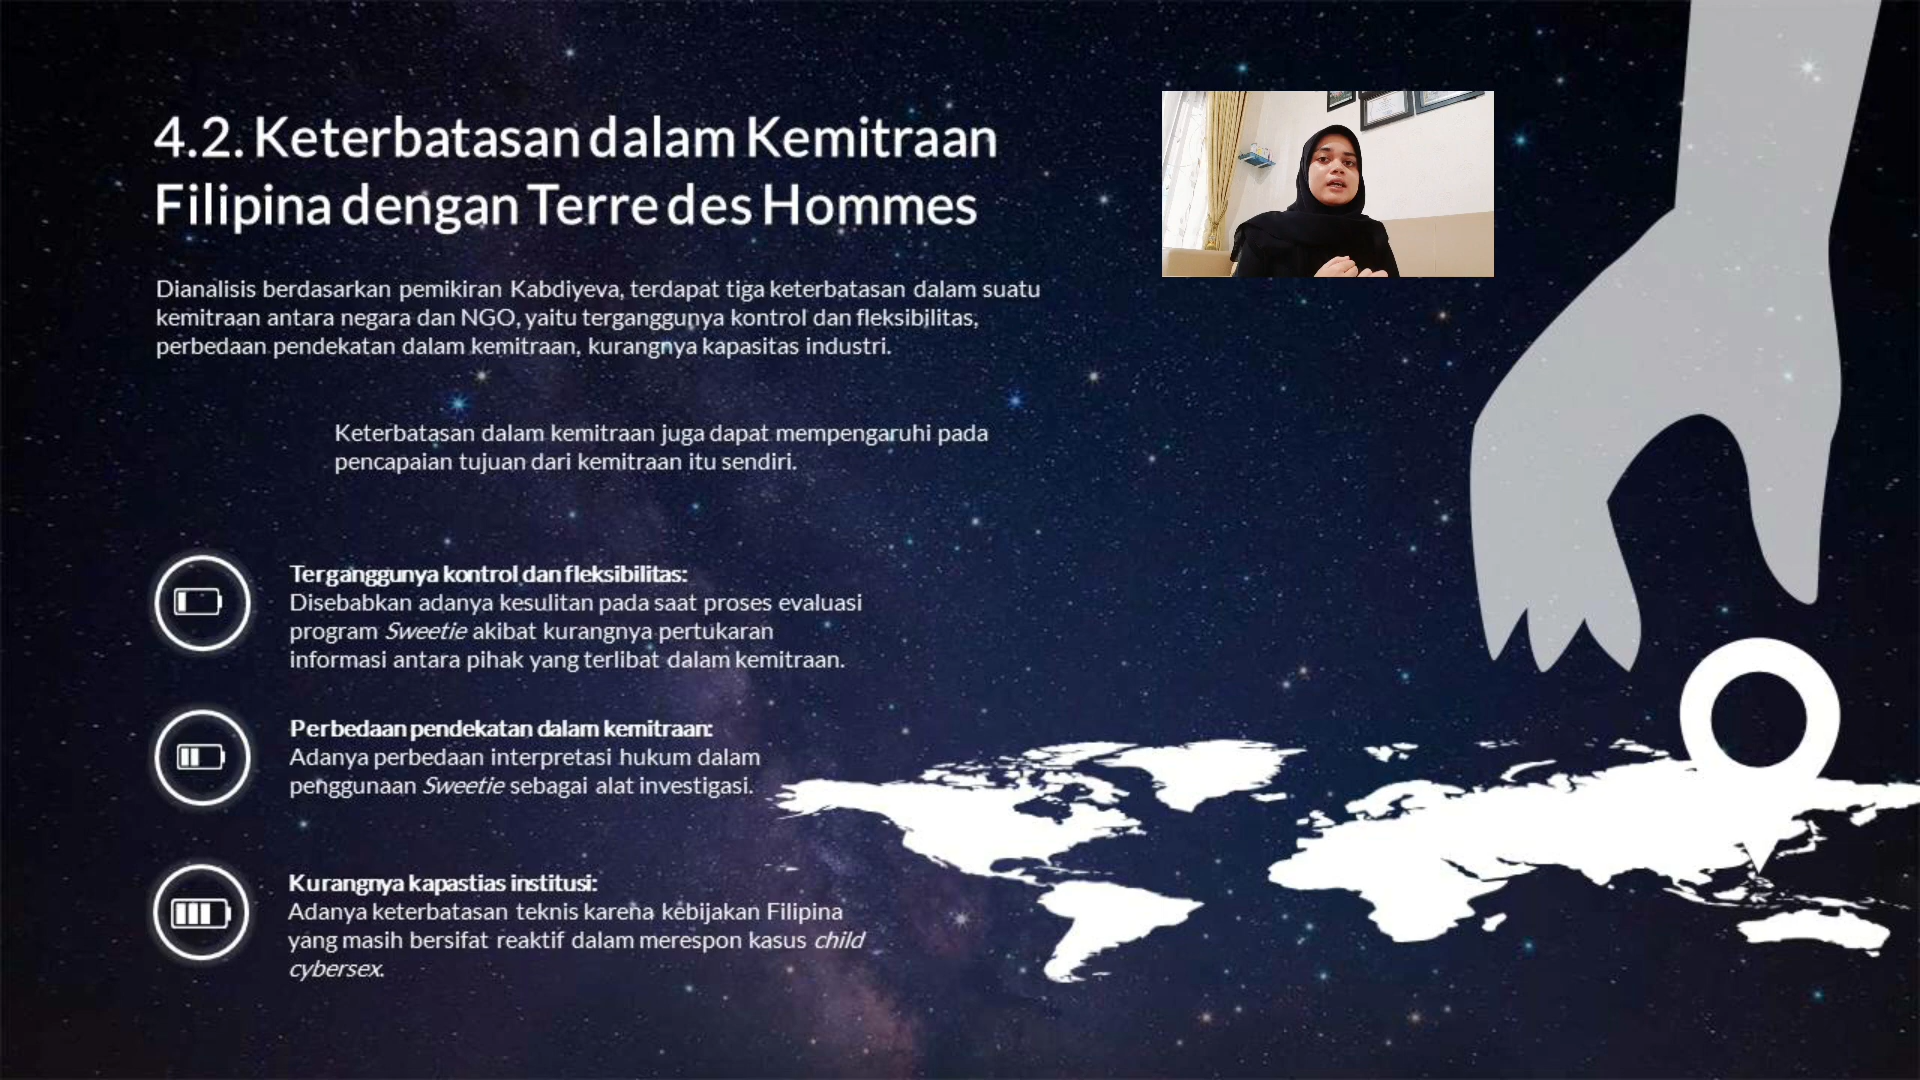 4.2. Keterbatasan dalam Kemitraan
Filipina dengan Terre des Hommes
Dianalisis berdasarkan pemikiran Kabdiyeva, terdapat tiga keterbatasan dalam suatu
kemitraan antara negara dan NGO, yaitu terganggunya kontrol dan fleksibilitas,
perbedaan pendekatan dalam kemitraan, kurangnya kapasitas industri.
Keterbatasan dalam kemitraan juga dapat mempengaruhi pada
pencapaian tujuan dari kemitraan itu sendiri.
Terganggunya kontrol dan fleksibilitas:
Disebabkan adanya kesulitan pada saat proses evaluasi
program Sweetie akibat kurangnya pertukaran
informasi antara pihak yang terlibat dalam kemitraan.
Perbedaan pendekatan dalam kemitraan:
Adanya perbedaan interpretasi hukum dalam
penggunaan Sweetie sebagai alat investigasi.
Kurangnya kapastias institusi:
Adanya keterbatasan teknis karena kebijakan Filipina
yang masih bersifat reaktif dalam merespon kasus child
cybersex.